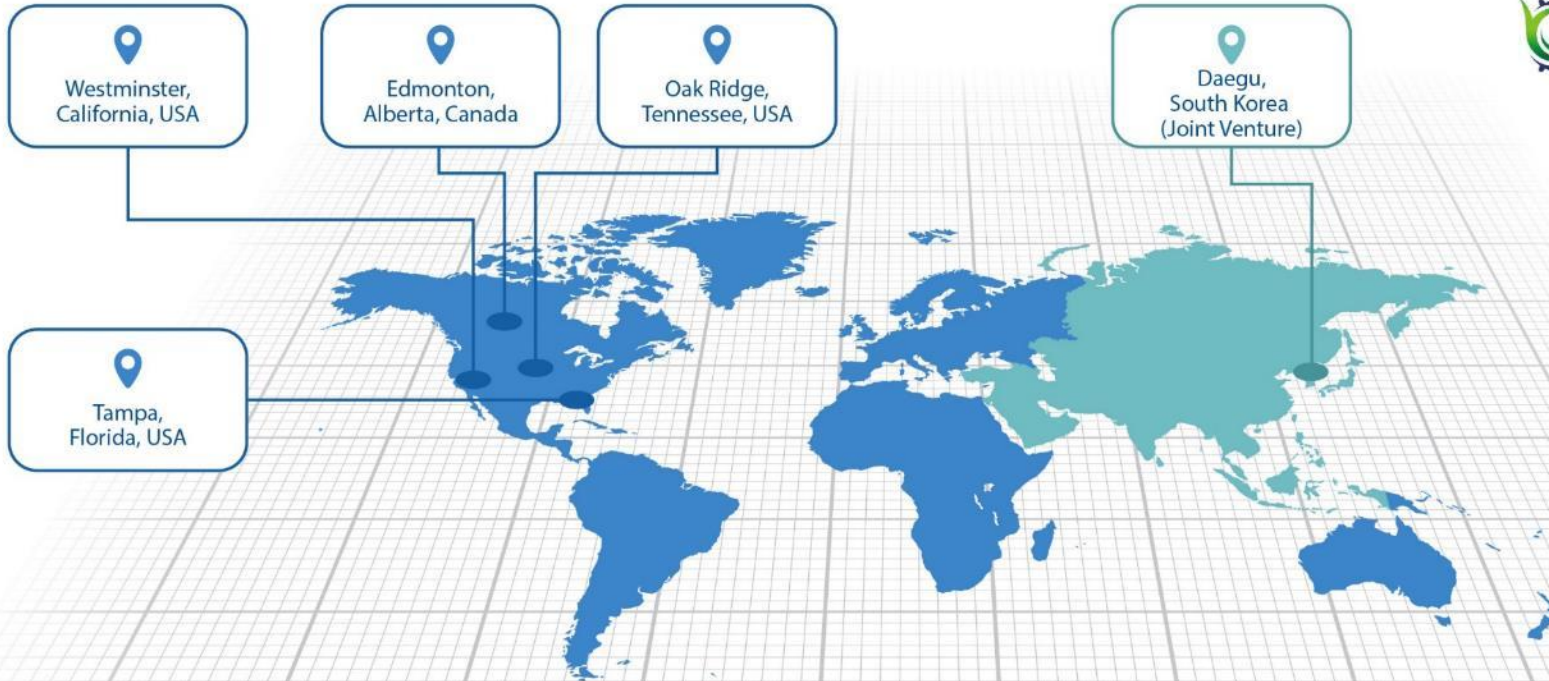 Westminster,
California, USA
Edmonton,
Alberta, Canada
Oak Ridge,
Tennessee, USA
Daegu,
South Korea
(Joint Venture)
Tampa,
Florida, USA